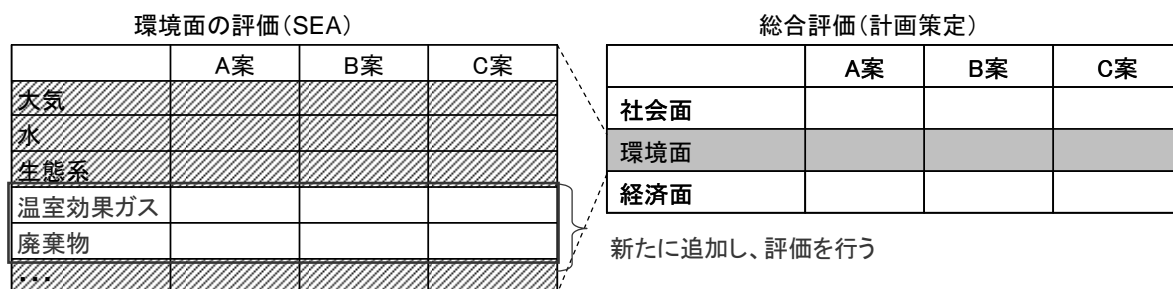 環境面の評価（SEA）
A案 B案 C案
大気
水
生態系
温室効果ガス
廃棄物
・・・
総合評価（計画策定）
A案 B案 C案
社会面
環境面
経済面
新たに追加し、評価を行う